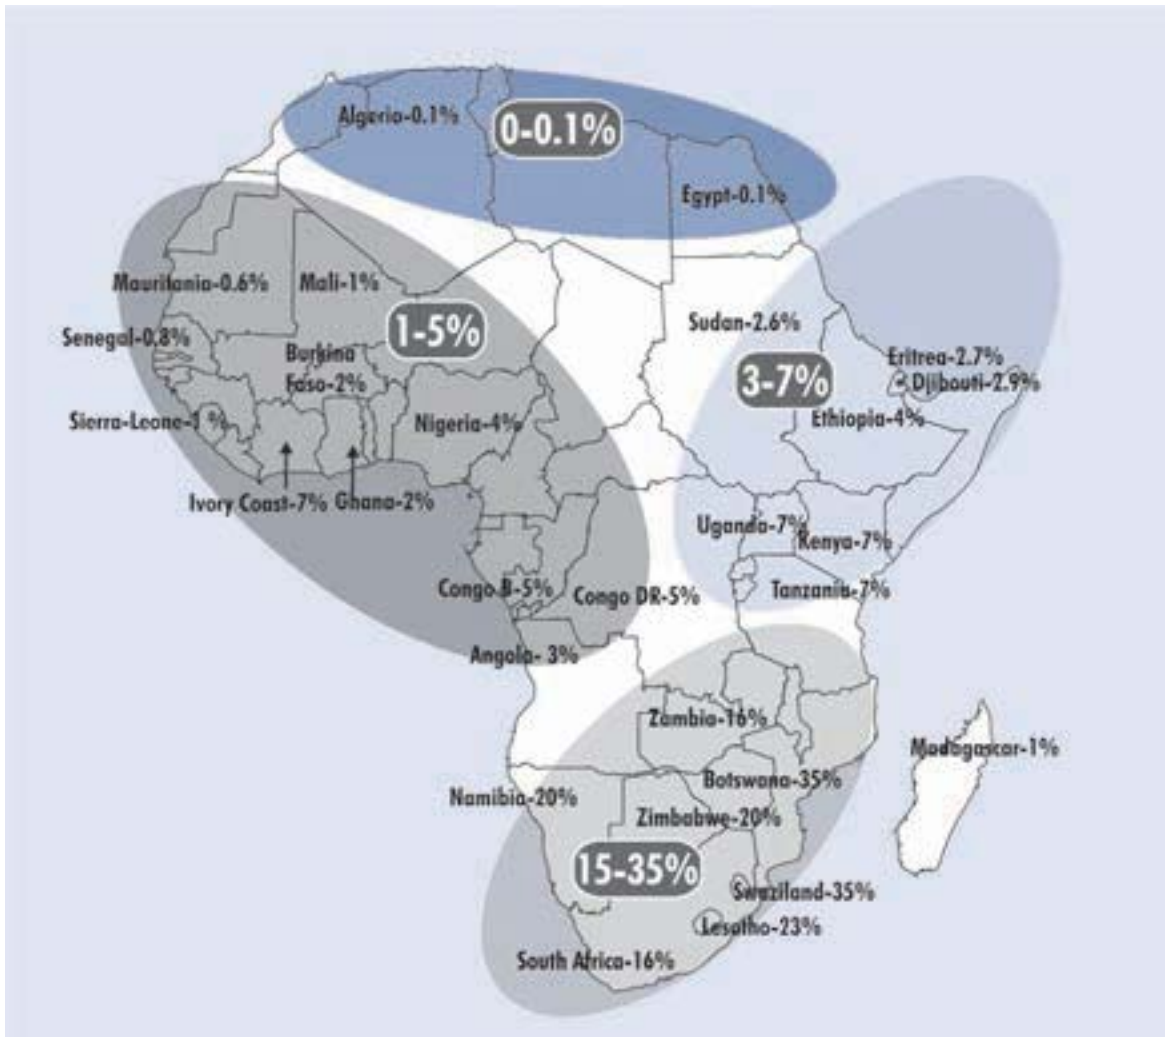 Algeria-0.1%
0-0.1%
Egypt-0.1%
Mauritania-0.6%
Mali-1%
1-5%
Sudan-2.6%
Senegal-0.8%
Burkina
Faso-2%
3-7%
Eritrea-2.7%
Djibouti-2.9%
Sierra-Leone-1 %
Nigeria-4%
Ethiopia-4%
Ivory Coast-7%
Ghana-2%
Uganda-7%
Kenya-7%
Congo B-5%
Congo DR-5%
Tanzania-7%
Angola- 3%
Zambia-16%
Madagascar-1%
Botswana-35%
Namibia-20%
Zimbabwe-20%
15-35%
Swaziland-35%
Lesotho-23%
South Africa-16%